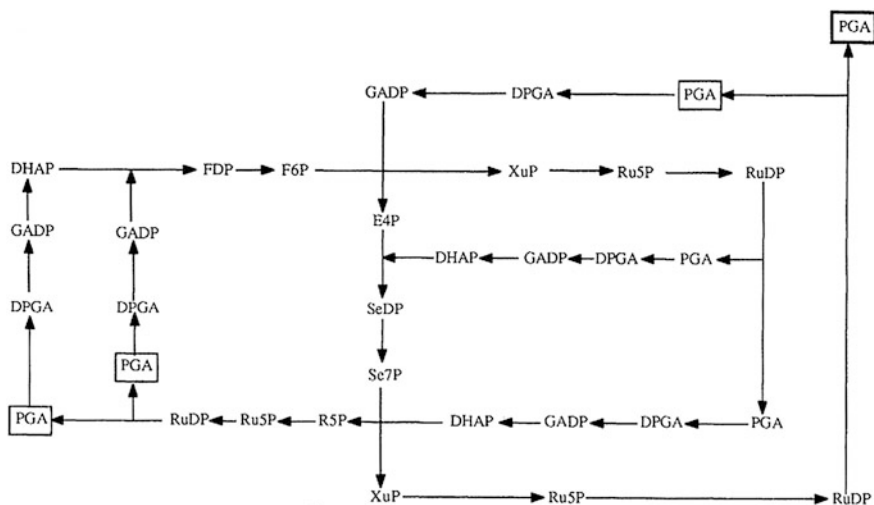 PGA
GADP DPGA PGA
DHAP FDP F6P XuP Ru5P RuDP
E4P
GADP GADP
DHAP GADP DPGA PGA
DPGA DPGA SeDP
PGA Se7P
PGA RuDP Ru5P R5P DHAP GADP DPGA PGA
XuP Ru5P RuDP